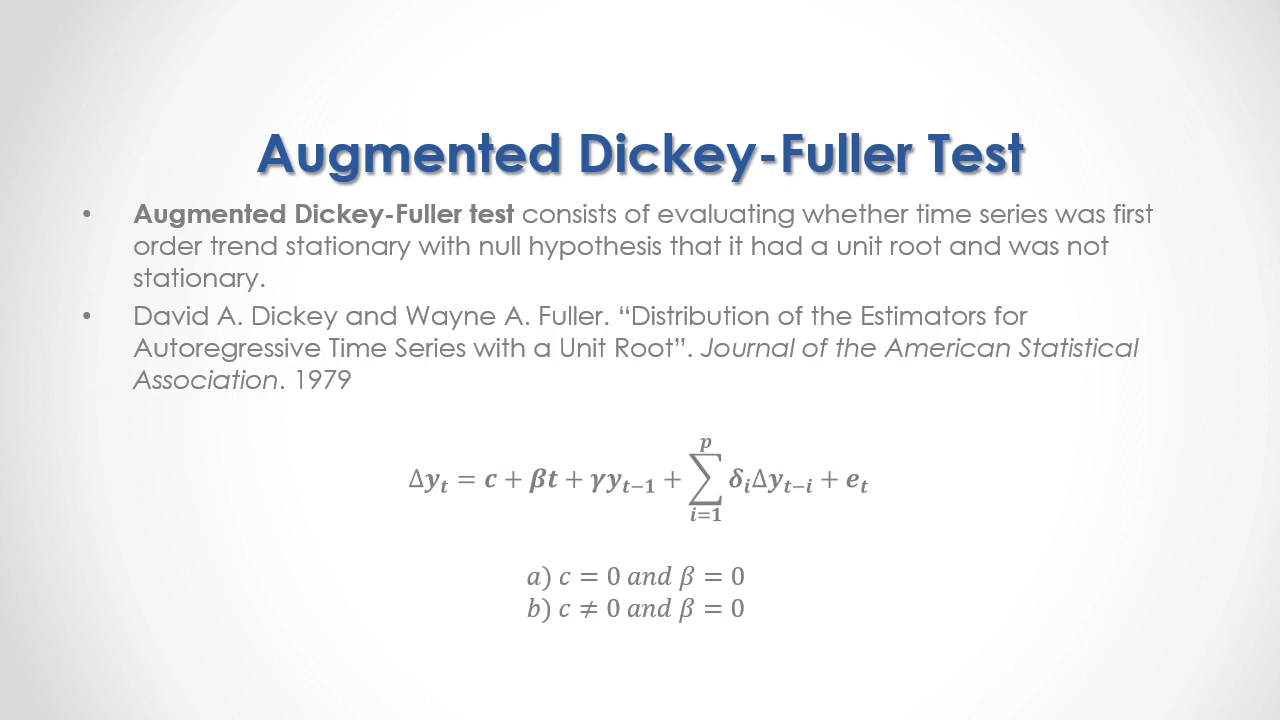 Augmented Dickey-Fuller Test
• Augmented Dickey-Fuller test consists of evaluating whether time series was first
order trend stationary with null hypothesis that it had a unit root and was not
stationary.
• David A. Dickey and Wayne A. Fuller. “Distribution of the Estimators for
Autoregressive Time Series with a Unit Root”. Journal of the American Statistical
Association. 1979
Δy_t = c + βt + γy_{t−1} + ∑_{i=1}^{p} δ_iΔy_{t−i} + e_t
a) c = 0 and β = 0
b) c ≠ 0 and β = 0